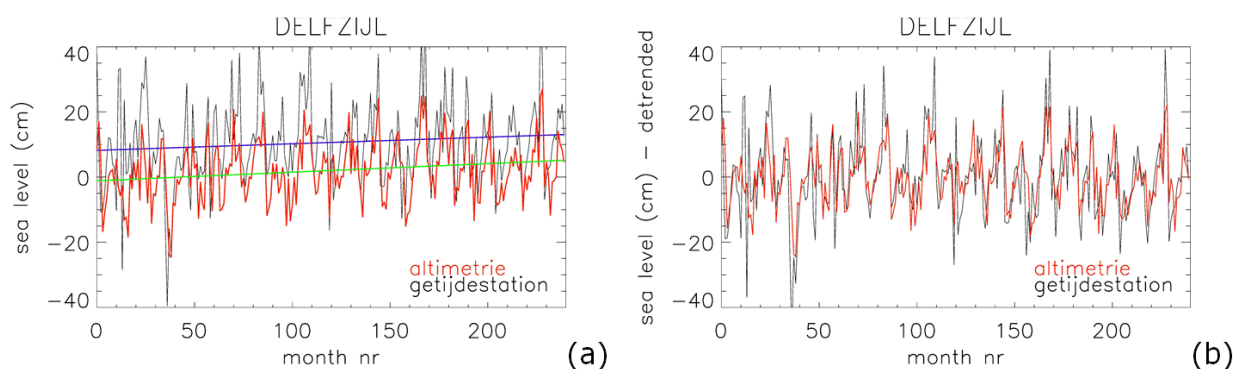 DELFZIJL
sea level (cm)
40
20
0
−20
−40
altimetrie
getijdestation
0 50 100 150 200
month nr
(a)
DELFZIJL
sea level (cm) − detrended
40
20
0
−20
−40
altimetrie
getijdestation
0 50 100 150 200
month nr
(b)